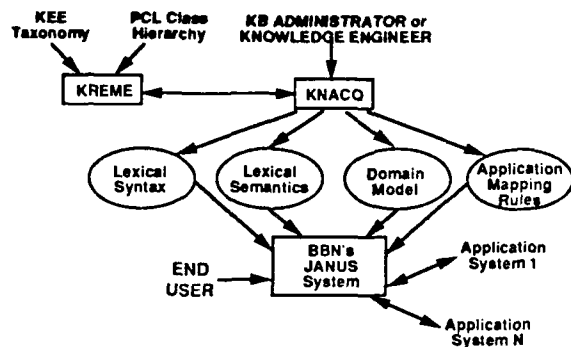 KEE
Taxonomy
PCL Class
Hierarchy
KB ADMINISTRATOR or
KNOWLEDGE ENGINEER
KREME
KNACQ
Lexical
Syntax
Lexical
Semantics
Domain
Model
Application
Mapping
Rules
BBN's
JANUS
System
END
USER
Application
System 1
Application
System N